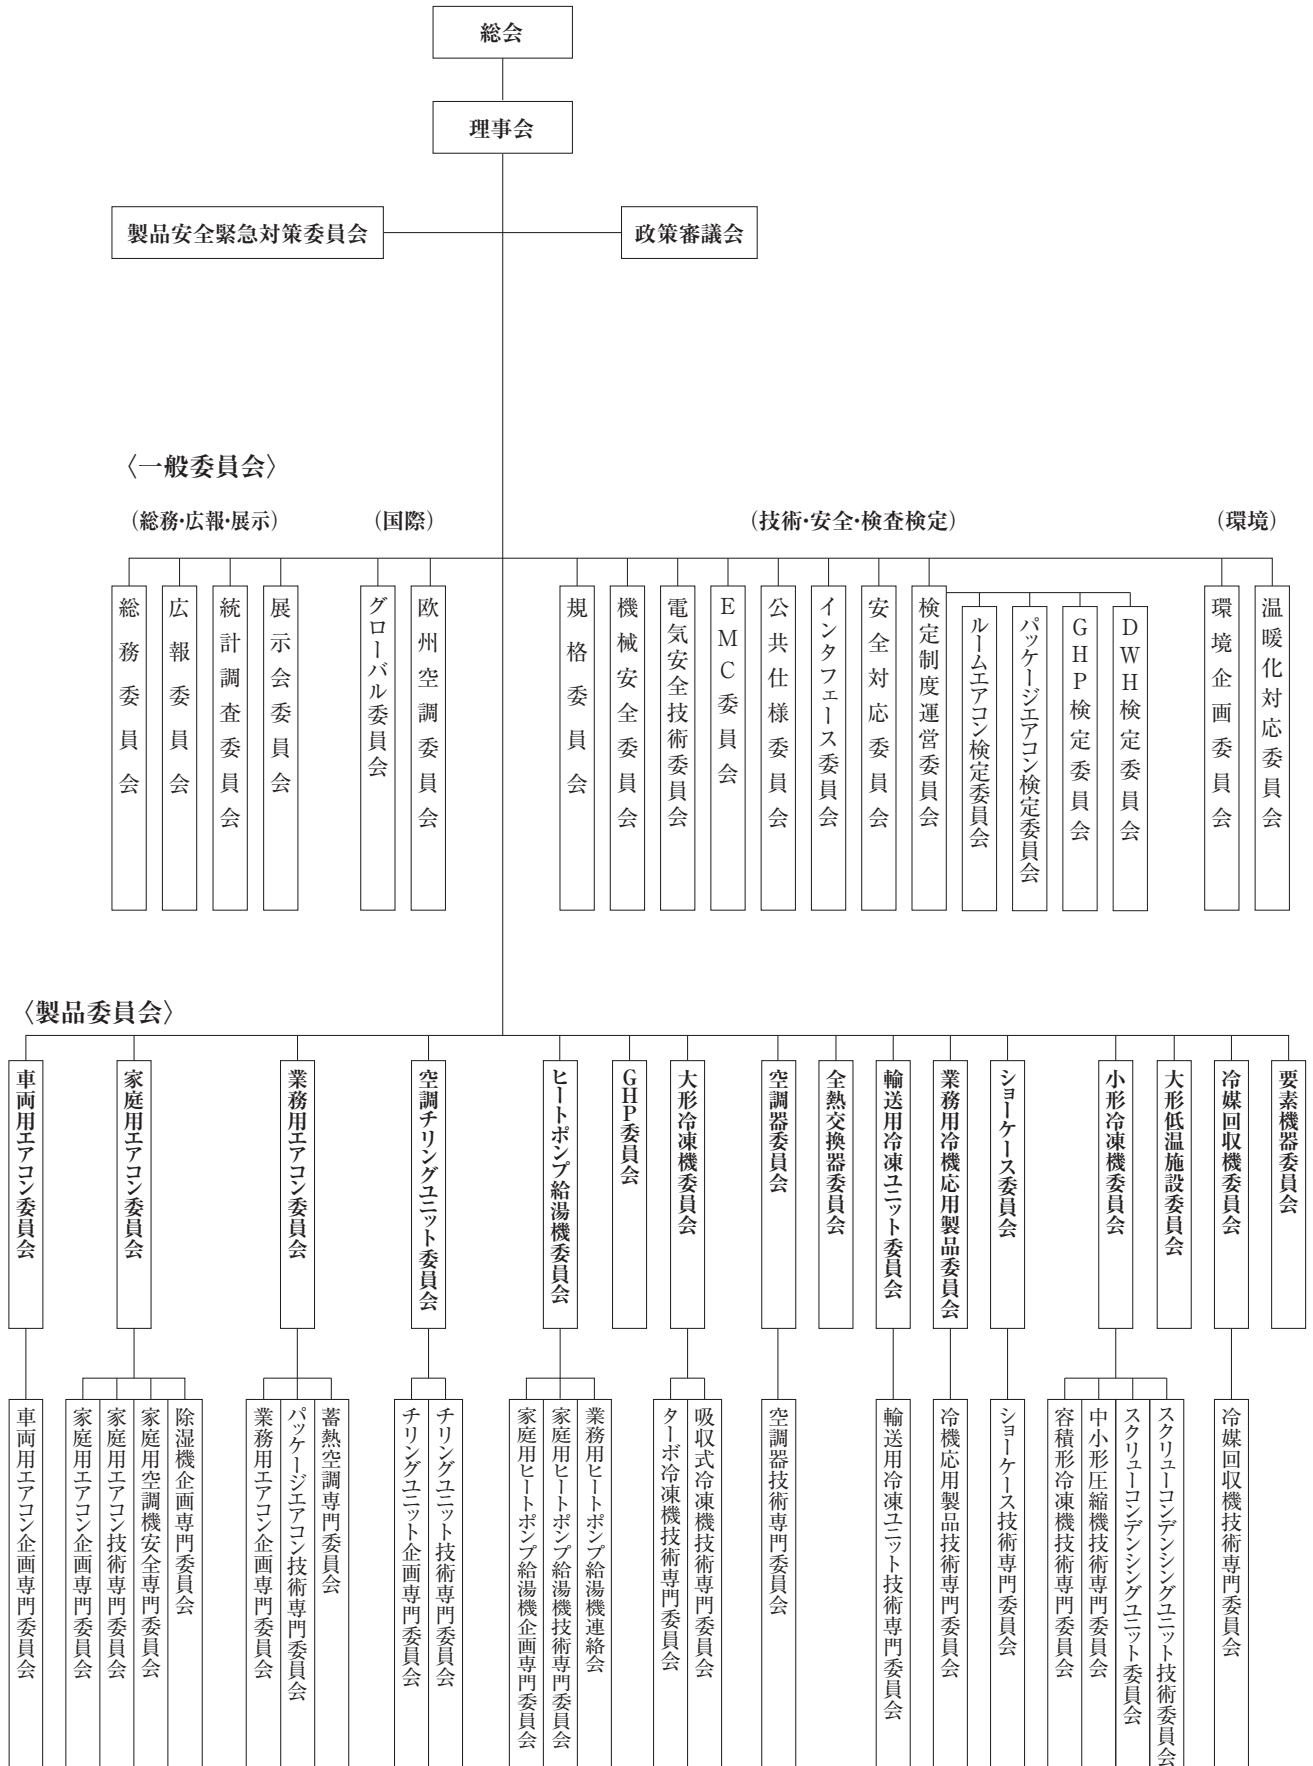 総会
理事会
製品安全緊急対策委員会
政策審議会
〈一般委員会〉
（総務・広報・展示）
（国際）
（技術・安全・検査検定）
（環境）
総務委員会
広報委員会
統計調査委員会
展示会委員会
グローバル委員会
欧州空調委員会
規格委員会
機械安全委員会
電気安全技術委員会
EMC委員会
公共仕様委員会
インタフェース委員会
安全対応委員会
検定制度運営委員会
ルームエアコン検定委員会
パッケージエアコン検定委員会
GHP検定委員会
DWH検定委員会
環境企画委員会
温暖化対応委員会
〈製品委員会〉
車両用エアコン委員会
家庭用エアコン委員会
業務用エアコン委員会
空調チリングユニット委員会
ヒートポンプ給湯機委員会
GHP委員会
大形冷凍機委員会
空調器委員会
全熱交換器委員会
輸送用冷凍ユニット委員会
業務用冷機応用製品委員会
ショーケース委員会
小形冷凍機委員会
大形低温施設委員会
冷媒回収機委員会
要素機器委員会
車両用エアコン企画専門委員会
家庭用エアコン企画専門委員会
家庭用エアコン技術専門委員会
家庭用空調機安全専門委員会
除湿機企画専門委員会
業務用エアコン企画専門委員会
パッケージエアコン技術専門委員会
蓄熱空調専門委員会
チリングユニット企画専門委員会
チリングユニット技術専門委員会
家庭用ヒートポンプ給湯機企画専門委員会
家庭用ヒートポンプ給湯機技術専門委員会
業務用ヒートポンプ給湯機連絡会
ターボ冷凍機技術専門委員会
吸収式冷凍機技術専門委員会
空調器技術専門委員会
輸送用冷凍ユニット技術専門委員会
冷機応用製品技術専門委員会
ショーケース技術専門委員会
容積形冷凍機技術専門委員会
中小形圧縮機技術専門委員会
スクリューコンデンシングユニット委員会
スクリューコンデンシングユニット技術委員会
冷媒回収機技術専門委員会